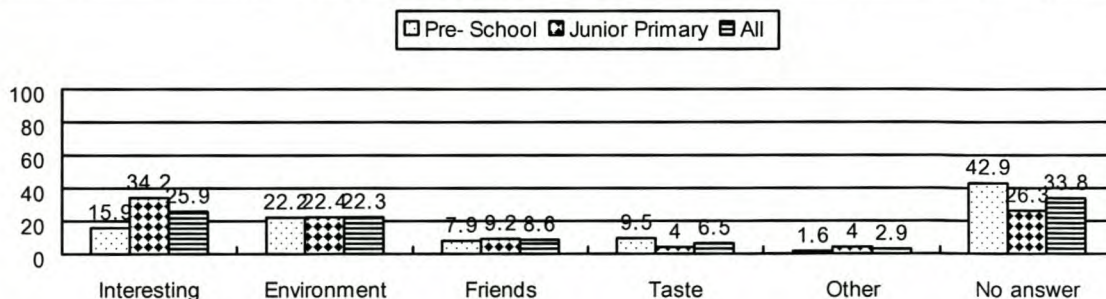 Pre- School Junior Primary All
100
80
60
40
20
0
15.9 34.2 25.9
22.2 22.4 22.3
7.9 9.2 8.6
9.5 4 6.5
1.6 4 2.9
42.9 26.3 33.8
Interesting Environment Friends Taste Other No answer